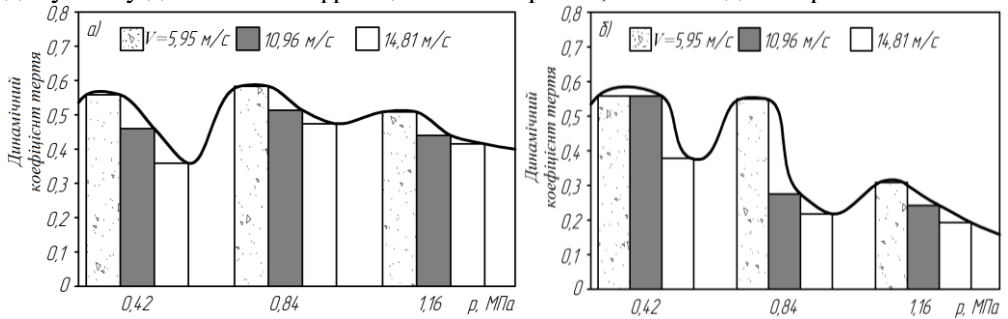 а) V=5,95 м/с 10,96 м/с 14,81 м/с
Динамічний
коефіцієнт тертя
0,8
0,7
0,6
0,5
0,4
0,3
0,2
0,1
0
0,42 0,84 1,16 р, МПа
б) V=5,95 м/с 10,96 м/с 14,81 м/с
Динамічний
коефіцієнт тертя
0,8
0,7
0,6
0,5
0,4
0,3
0,2
0,1
0
0,42 0,84 1,16 р, МПа